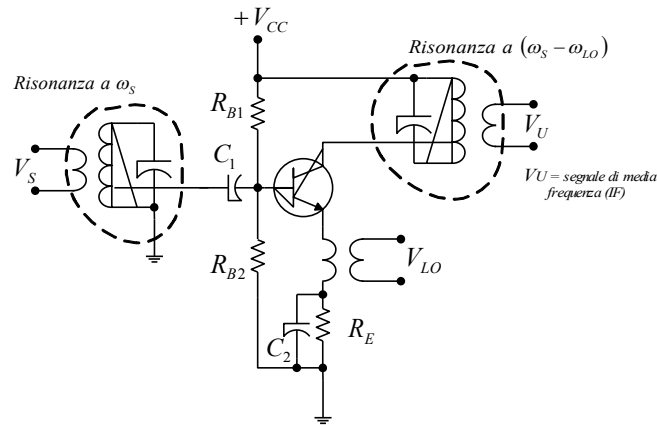 +V_CC
Risonanza a (ω_S − ω_LO)
Risonanza a ω_S
R_B1
C_1
V_S
V_U
V_U = segnale di media
frequenza (IF)
R_B2
V_LO
C_2
R_E